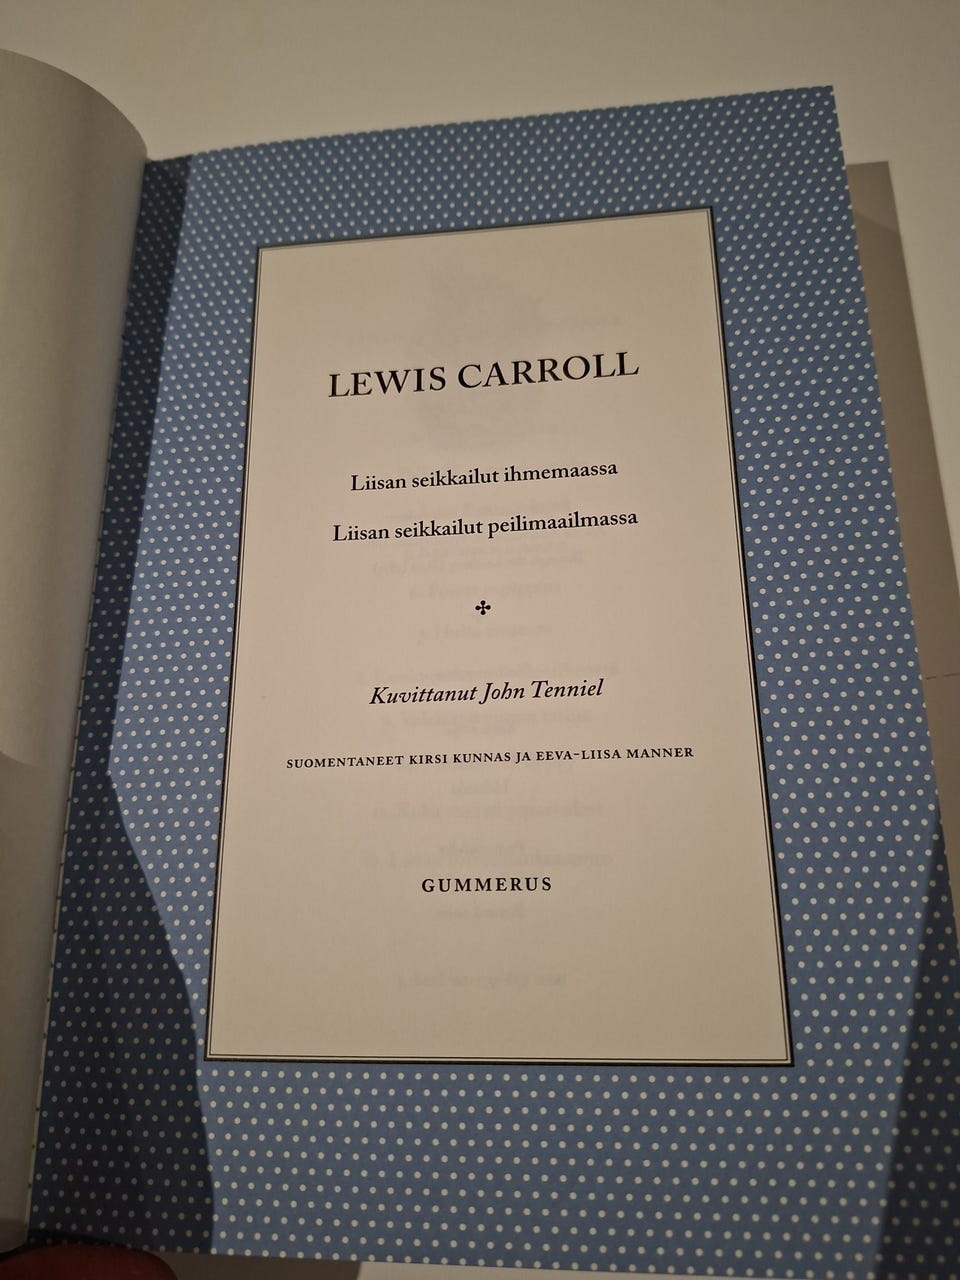 LEWIS CARROLL
Liisan seikkailut ihmemaassa
Liisan seikkailut peilimaailmassa
Kuvittanut John Tenniel
SUOMENTANEET KIRSI KUNNAS JA EEVA-LIISA MANNER
GUMMERUS